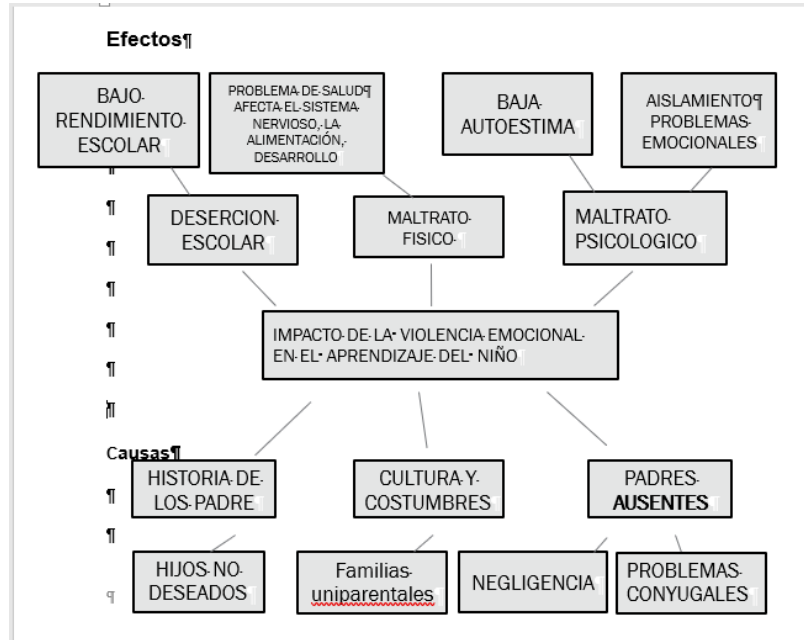 Efectos¶
BAJO·
RENDIMIENTO·
ESCOLAR¶
PROBLEMA·DE·SALUD¶
AFECTA·EL·SISTEMA·
NERVIOSO,·LA·
ALIMENTACIÓN,·
DESARROLLO¶
BAJA·
AUTOESTIMA¶
AISLAMIENTO¶
PROBLEMAS·
EMOCIONALES¶
¶
¶
DESERCION·
ESCOLAR¶
MALTRATO·
FISICO·¶
MALTRATO·
PSICOLOGICO¶
¶
¶
¶
IMPACTO·DE·LA· VIOLENCIA·EMOCIONAL·
EN·EL· APRENDIZAJE·DEL· NIÑO¶
¶
¶
Causas¶
HISTORIA·DE·
LOS·PADRE¶
CULTURA·Y·
COSTUMBRES¶
PADRES·
AUSENTES¶
¶
¶
HIJOS·NO·
DESEADOS¶
Familias·
uniparentales¶
NEGLIGENCIA¶
PROBLEMAS·
CONYUGALES¶
¶